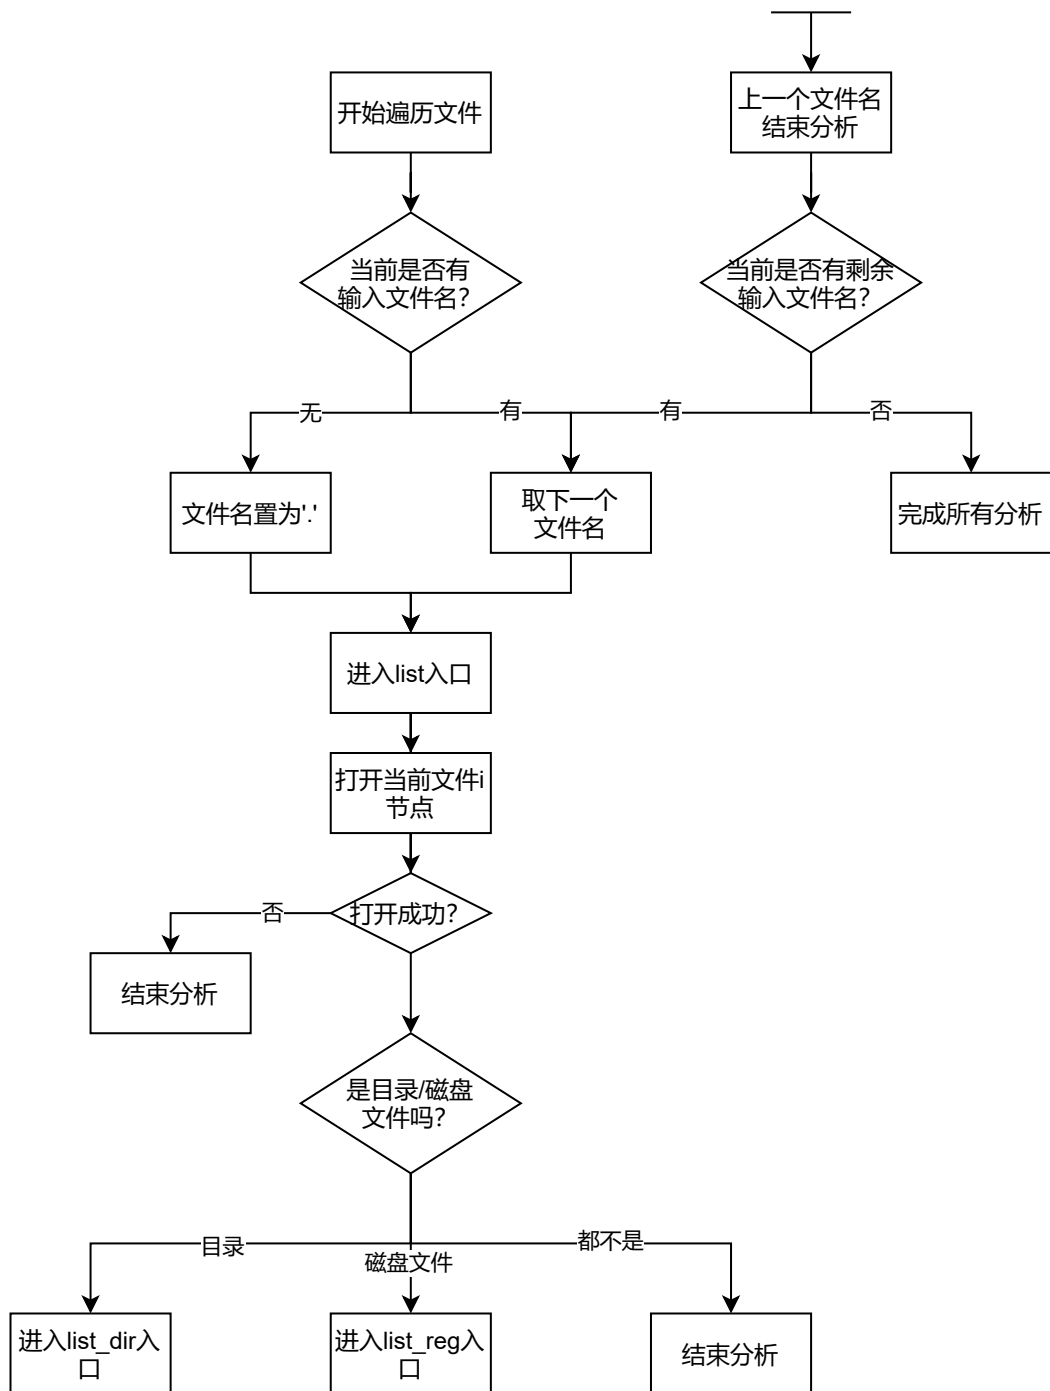 开始遍历文件
上一个文件名
结束分析
当前是否有
输入文件名?
当前是否有剩余
输入文件名?
无
有
有
否
文件名置为'.'
取下一个
文件名
完成所有分析
进入list入口
打开当前文件i
节点
打开成功?
否
结束分析
是目录/磁盘
文件吗?
目录
磁盘文件
都不是
进入list_dir入
口
进入list_reg入
口
结束分析